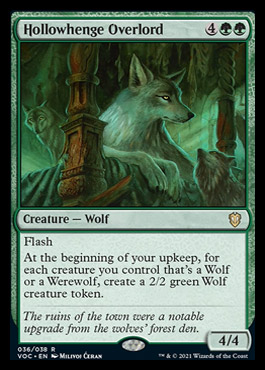 Hollowhenge Overlord 4
Creature — Wolf
Flash
At the beginning of your upkeep, for
each creature you control that's a Wolf
or a Werewolf, create a 2/2 green Wolf
creature token.
The ruins of the town were a notable
upgrade from the wolves' forest den.
4/4
036/038 R
VOC • EN Milivoj Ćeran
™ & © 2021 Wizards of the Coast